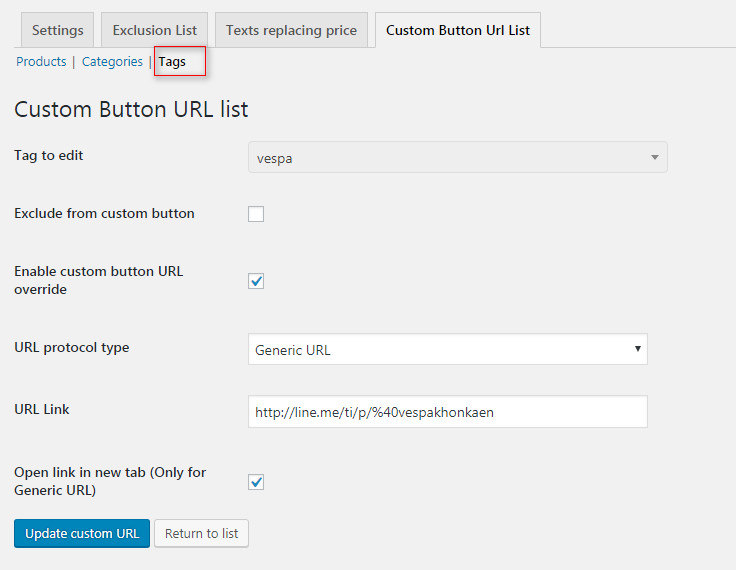 Settings Exclusion List Texts replacing price Custom Button Url List
Products | Categories | Tags
Custom Button URL list
Tag to edit vespa
Exclude from custom button
Enable custom button URL
override
URL protocol type Generic URL
URL Link http://line.me/ti/p/%40vespakhonkaen
Open link in new tab (Only for
Generic URL)
Update custom URL Return to list